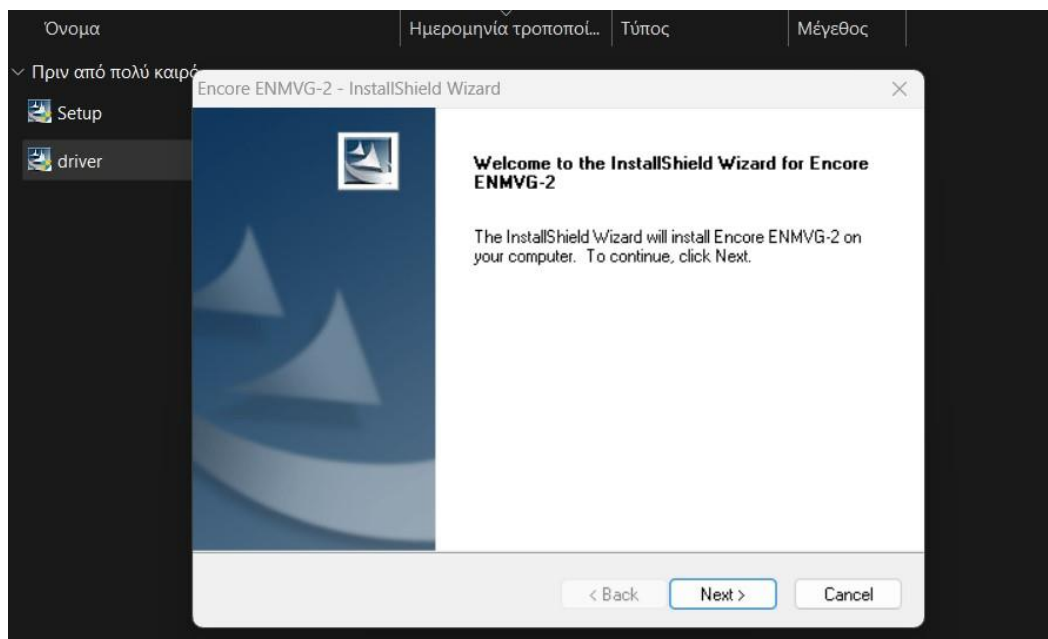 Όνομα Ημερομηνία τροποποί... Τύπος Μέγεθος
Πριν από πολύ καιρό
Setup
driver
Encore ENMVG-2 - InstallShield Wizard
Welcome to the InstallShield Wizard for Encore
ENMVG-2
The InstallShield Wizard will install Encore ENMVG-2 on
your computer. To continue, click Next.
< Back Next > Cancel